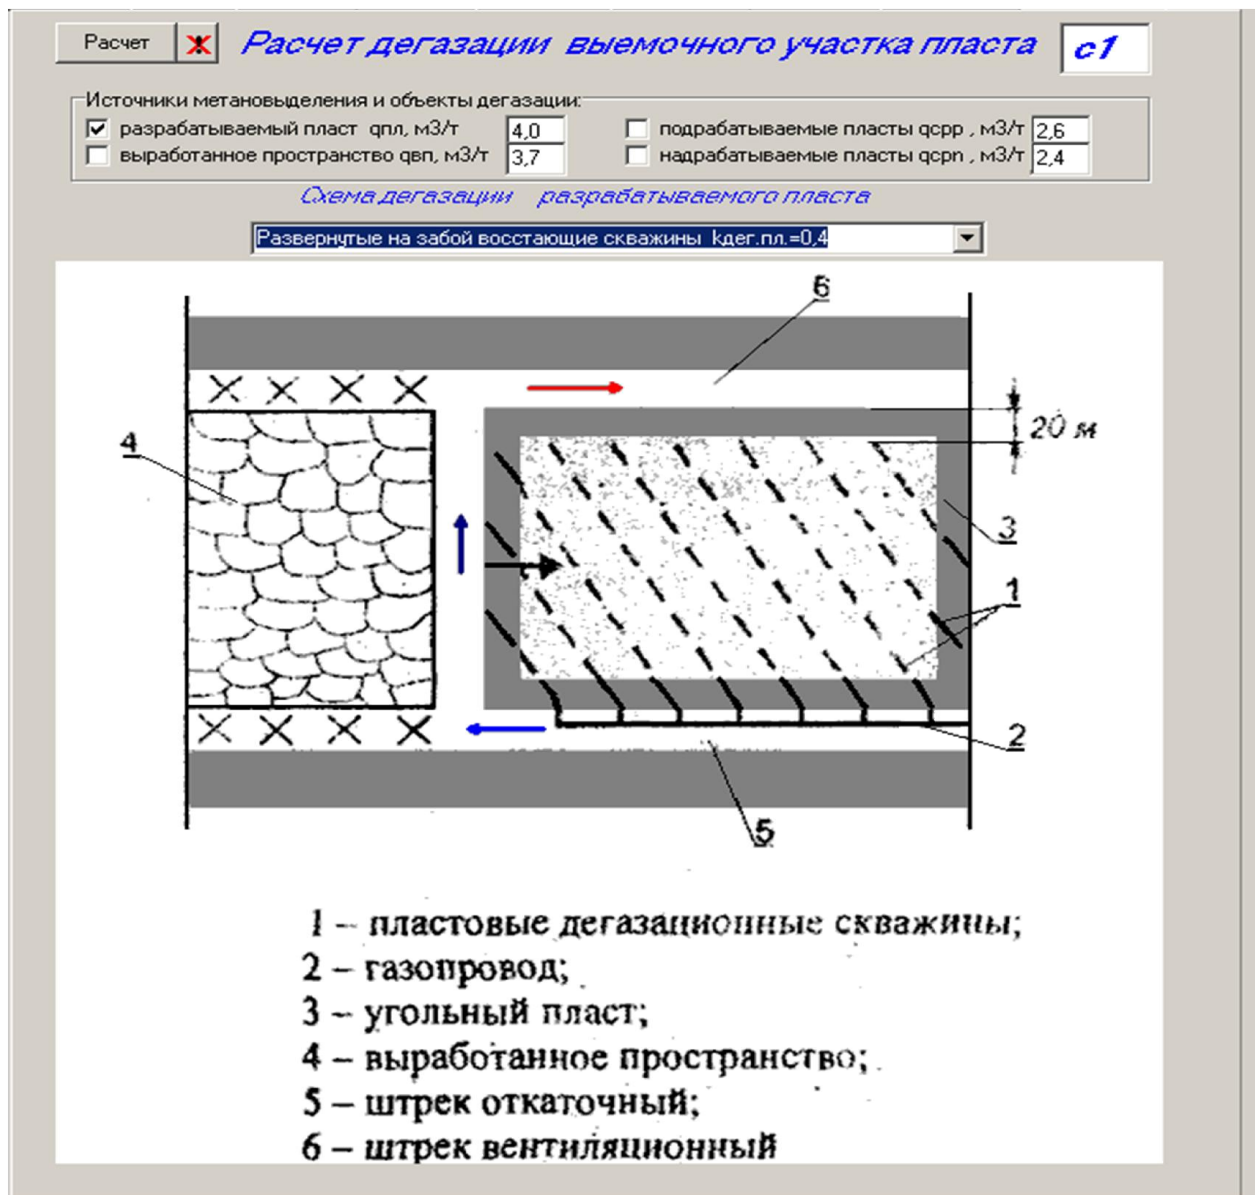 Расчет
Расчет дегазации выемочного участка пласта
c1
Источники метановыделения и объекты дегазации:
разрабатываемый пласт qпл, м3/т 4,0
подрабатываемые пласты qсрр , м3/т 2,6
выработанное пространство qвп, м3/т 3,7
надрабатываемые пласты qсрп , м3/т 2,4
Схема дегазации разрабатываемого пласта
Развернутые на забой восстающие скважины kдег.пл.=0,4
6
20 м
4
3
1
2
5
1 – пластовые дегазационные скважины;
2 – газопровод;
3 – угольный пласт;
4 – выработанное пространство;
5 – штрек откаточный;
6 – штрек вентиляционный